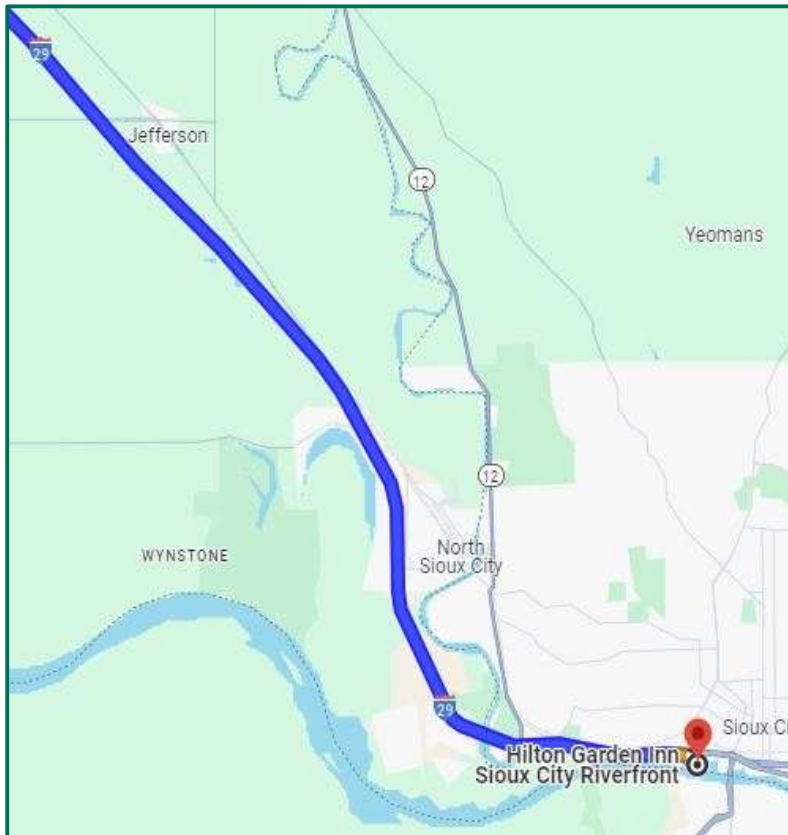 29
Jefferson
12
Yeomans
12
North
Sioux City
WYNSTONE
29
Sioux Ci
Hilton Garden Inn
Sioux City Riverfront